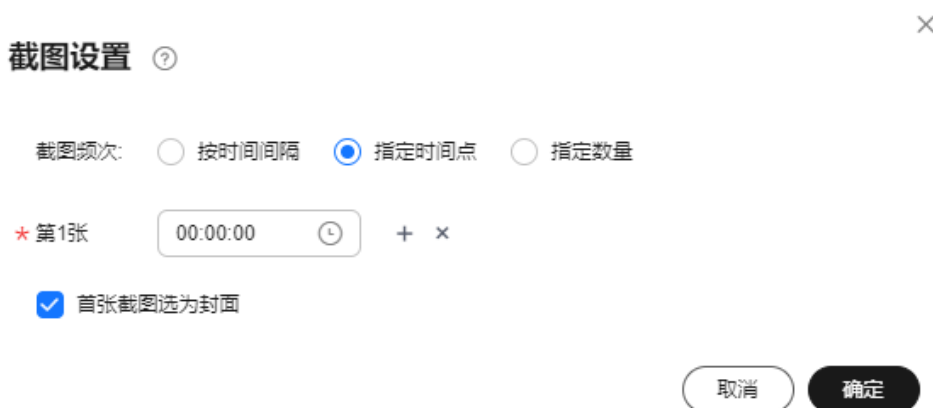 截图设置
截图频次: 按时间间隔 指定时间点 指定数量
* 第1张 00:00:00
首张截图选为封面
取消 确定